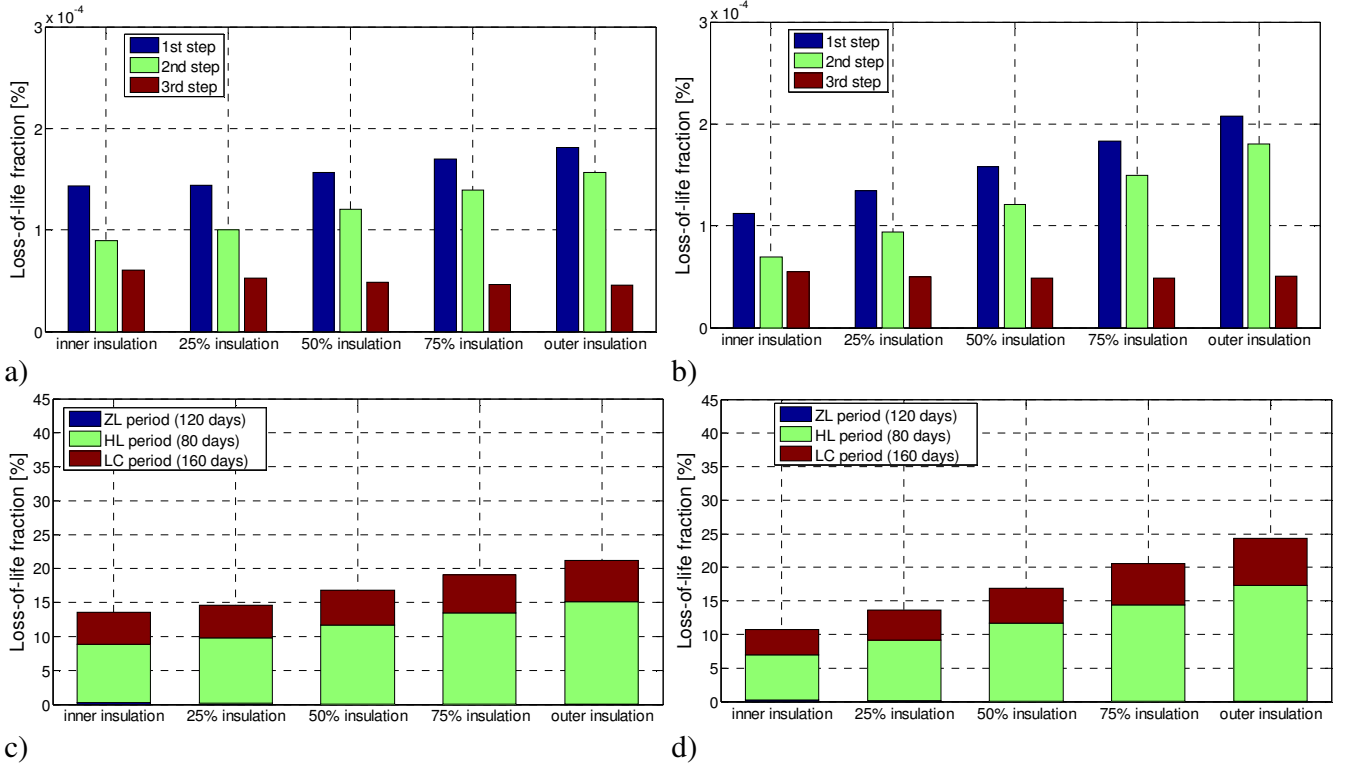 3 x 10^-4
Loss-of-life fraction [%]
1st step
2nd step
3rd step
2
1
0
inner insulation 25% insulation 50% insulation 75% insulation outer insulation
a)
3 x 10^-4
Loss-of-life fraction [%]
1st step
2nd step
3rd step
2
1
0
inner insulation 25% insulation 50% insulation 75% insulation outer insulation
b)
45
40
35
30
25
20
15
10
5
0
Loss-of-life fraction [%]
ZL period (120 days)
HL period (80 days)
LC period (160 days)
inner insulation 25% insulation 50% insulation 75% insulation outer insulation
c)
45
40
35
30
25
20
15
10
5
0
Loss-of-life fraction [%]
ZL period (120 days)
HL period (80 days)
LC period (160 days)
inner insulation 25% insulation 50% insulation 75% insulation outer insulation
d)